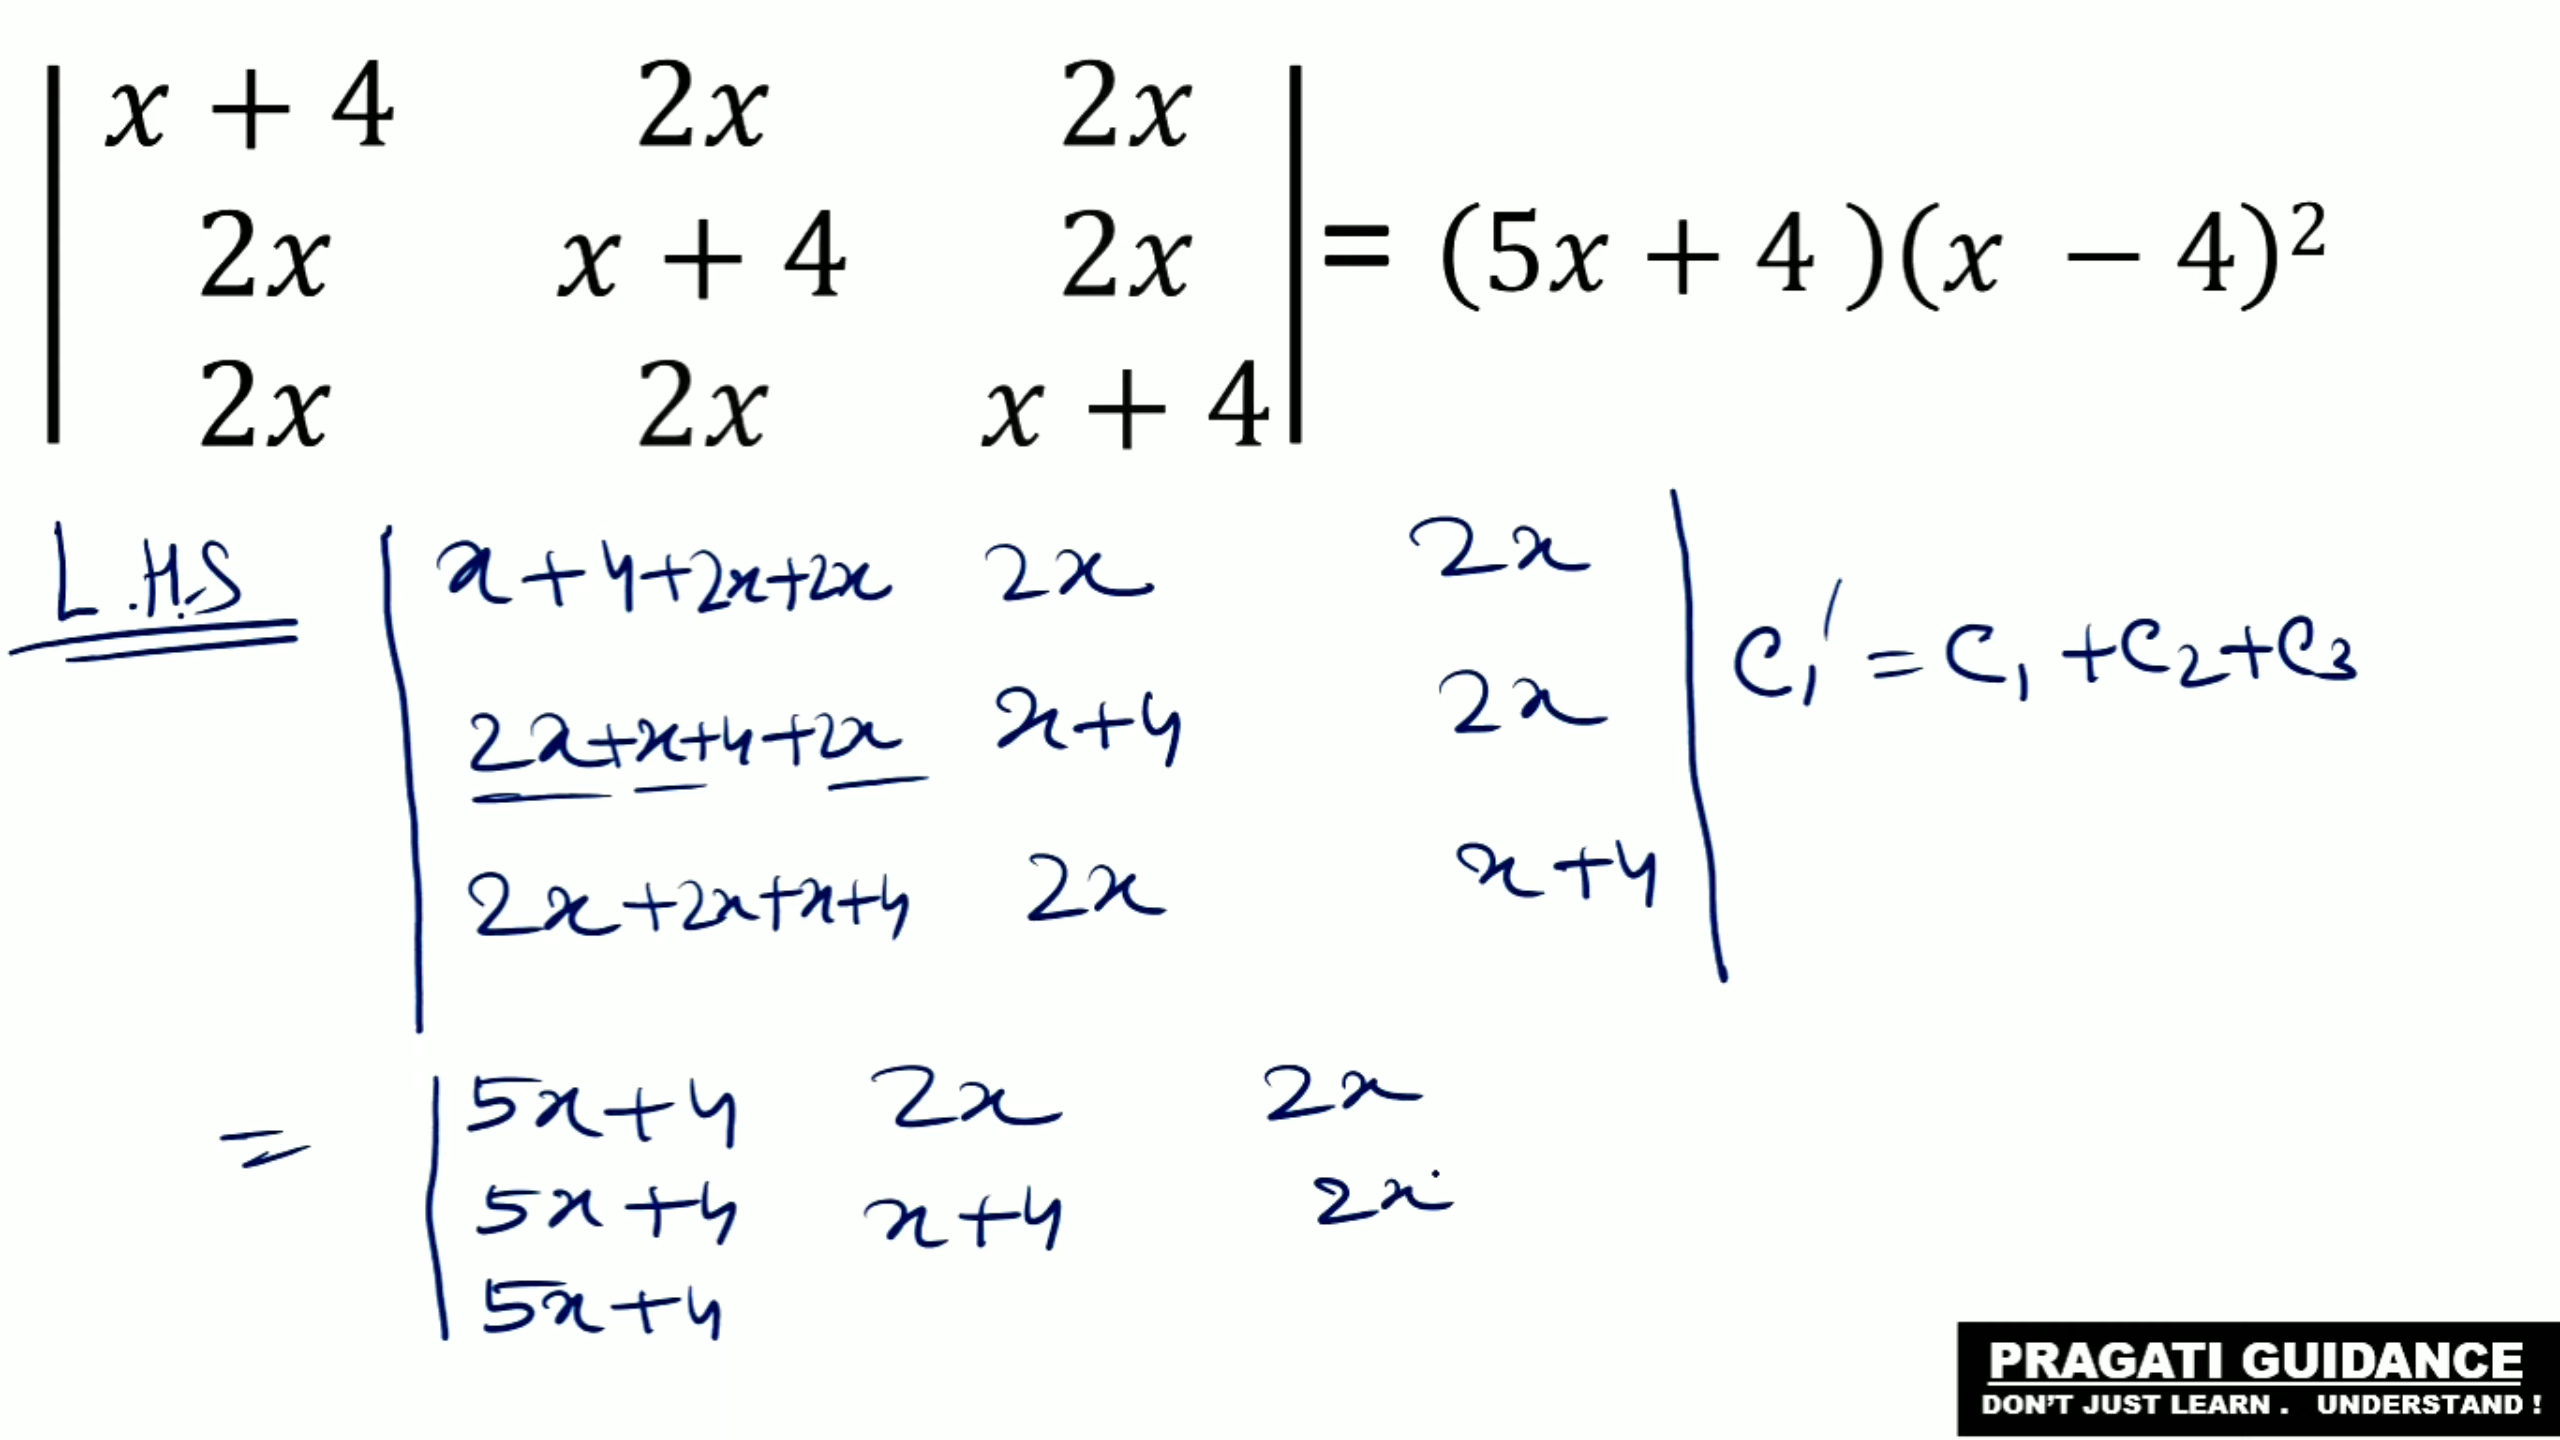 x + 4 2x 2x
2x x + 4 2x = (5x + 4 )(x − 4)²
2x 2x x + 4
L.H.S x+4+2x+2x 2x 2x
2x+x+4+2x x+4 2x C₁' = C₁ +C₂+C₃
2x+2x+x+4 2x x+4
= 5x+4 2x 2x
5x+4 x+4 2x
5x+4
PRAGATI GUIDANCE
DON'T JUST LEARN . UNDERSTAND !